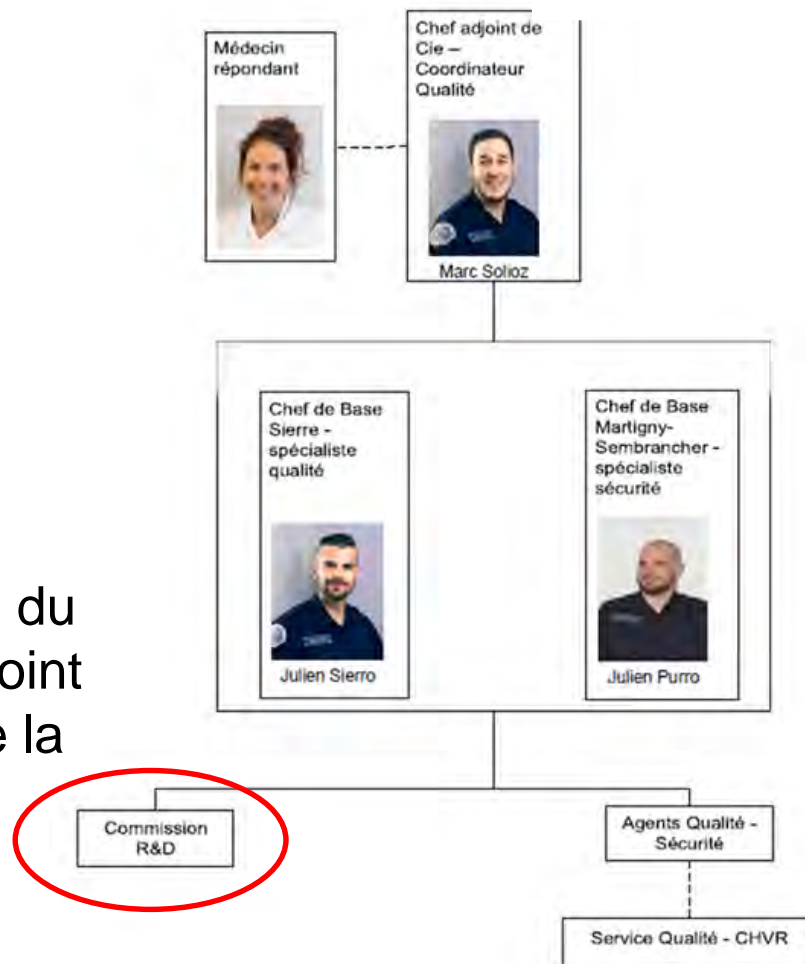 Médecin
répondant
Chef adjoint de
Cie –
Coordinateur
Qualité
Marc Solioz
Chef de Base
Sierre -
spécialiste
qualité
Julien Sierro
Chef de Base
Martigny-
Sembrancher -
spécialiste
sécurité
Julien Purro
du
oint
e la
Commission
R&D
Agents Qualité -
Sécurité
Service Qualité - CHVR